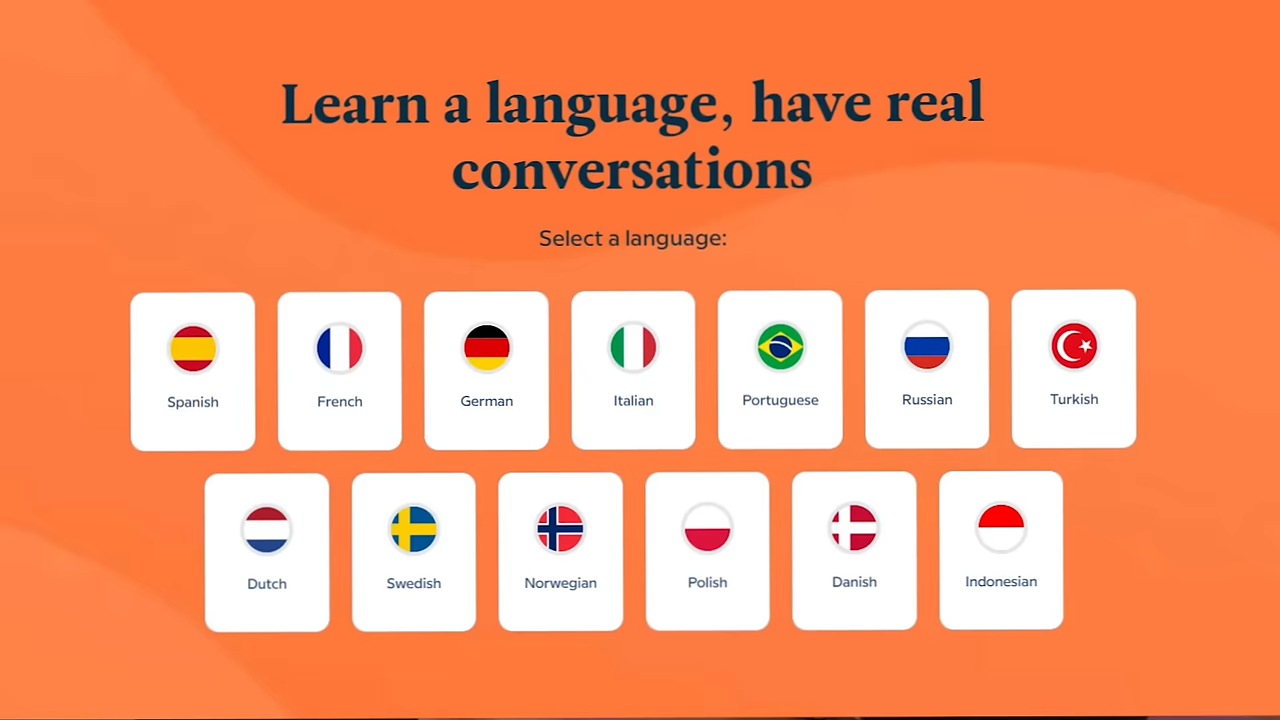 Learn a language, have real
conversations
Select a language:
Spanish
French
German
Italian
Portuguese
Russian
Turkish
Dutch
Swedish
Norwegian
Polish
Danish
Indonesian